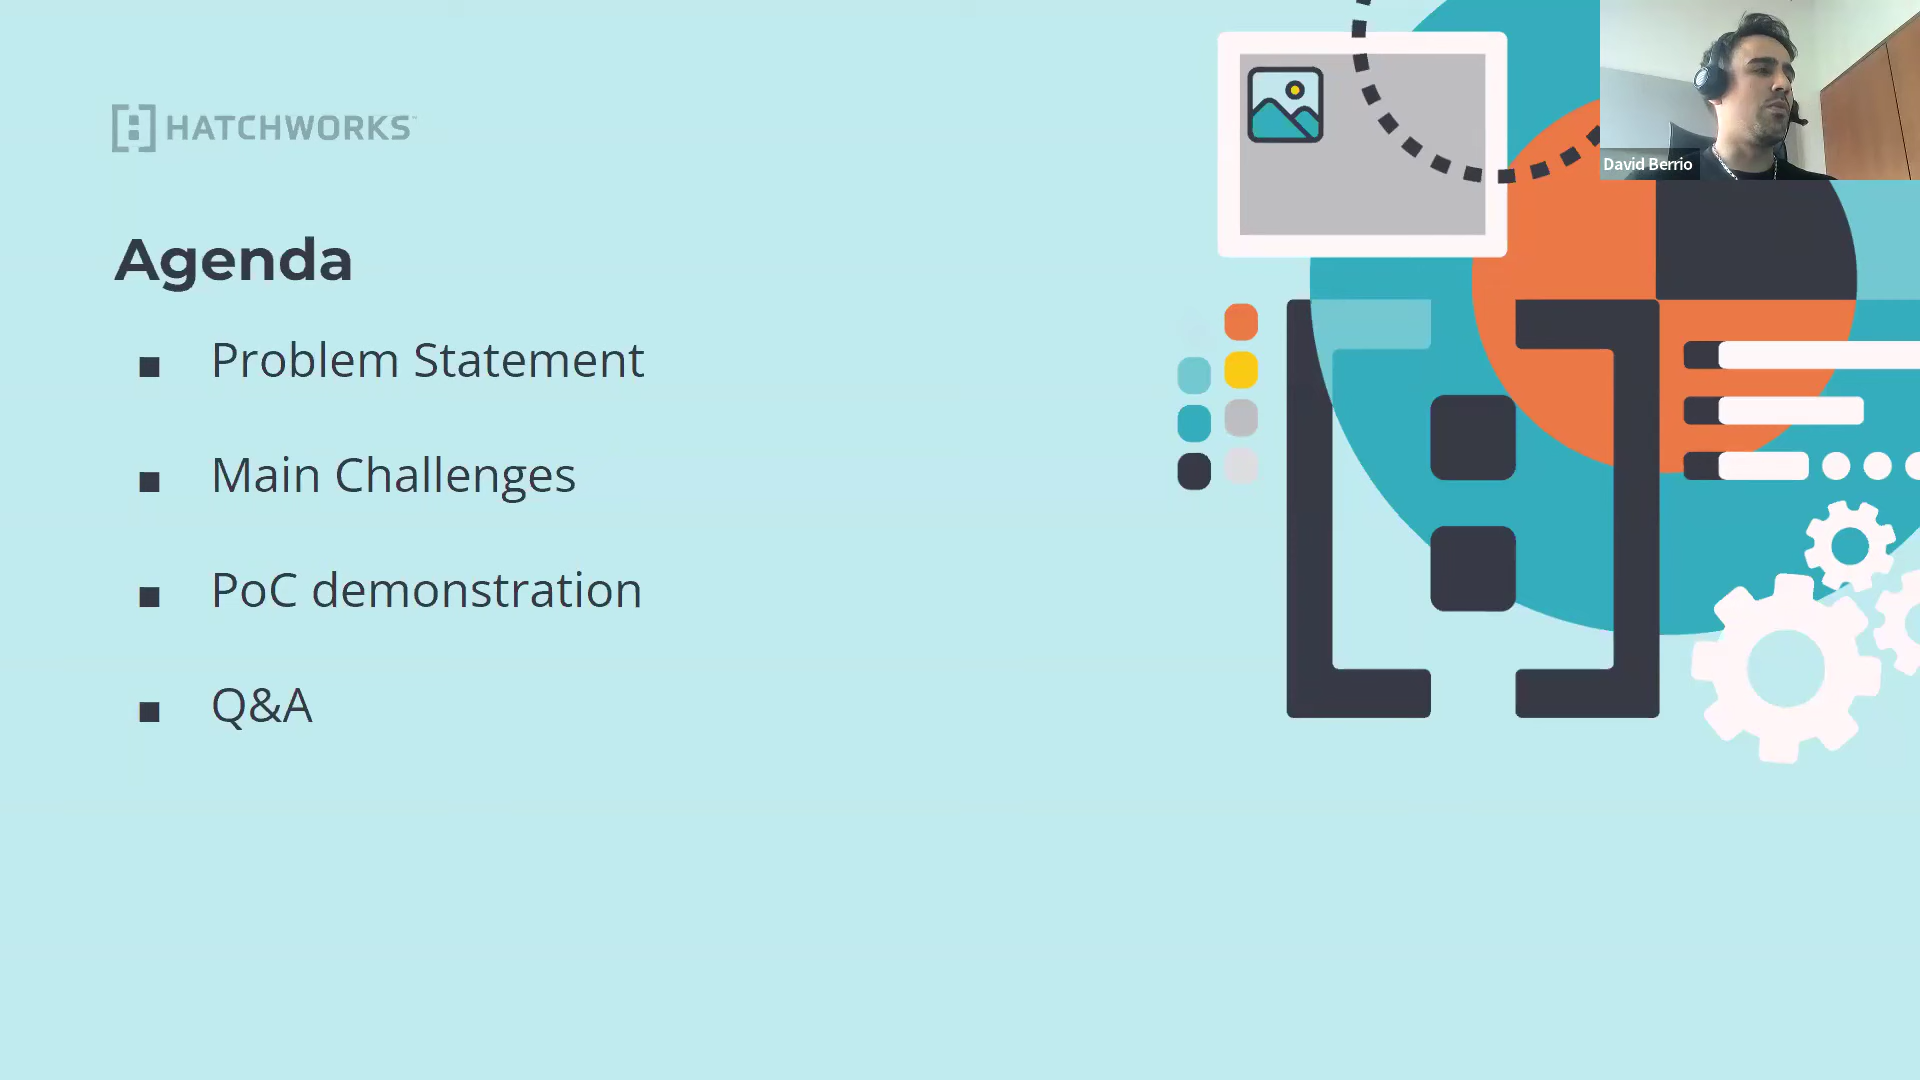 HATCHWORKS
David Berrio
Agenda
Problem Statement
Main Challenges
PoC demonstration
Q&A